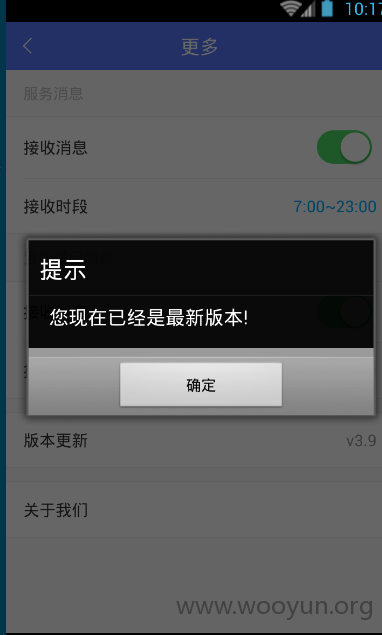 10:17
更多
服务消息
接收消息
接收时段 7:00~23:00
提示
您现在已经是最新版本!
确定
版本更新 v3.9
关于我们
www.wooyun.org